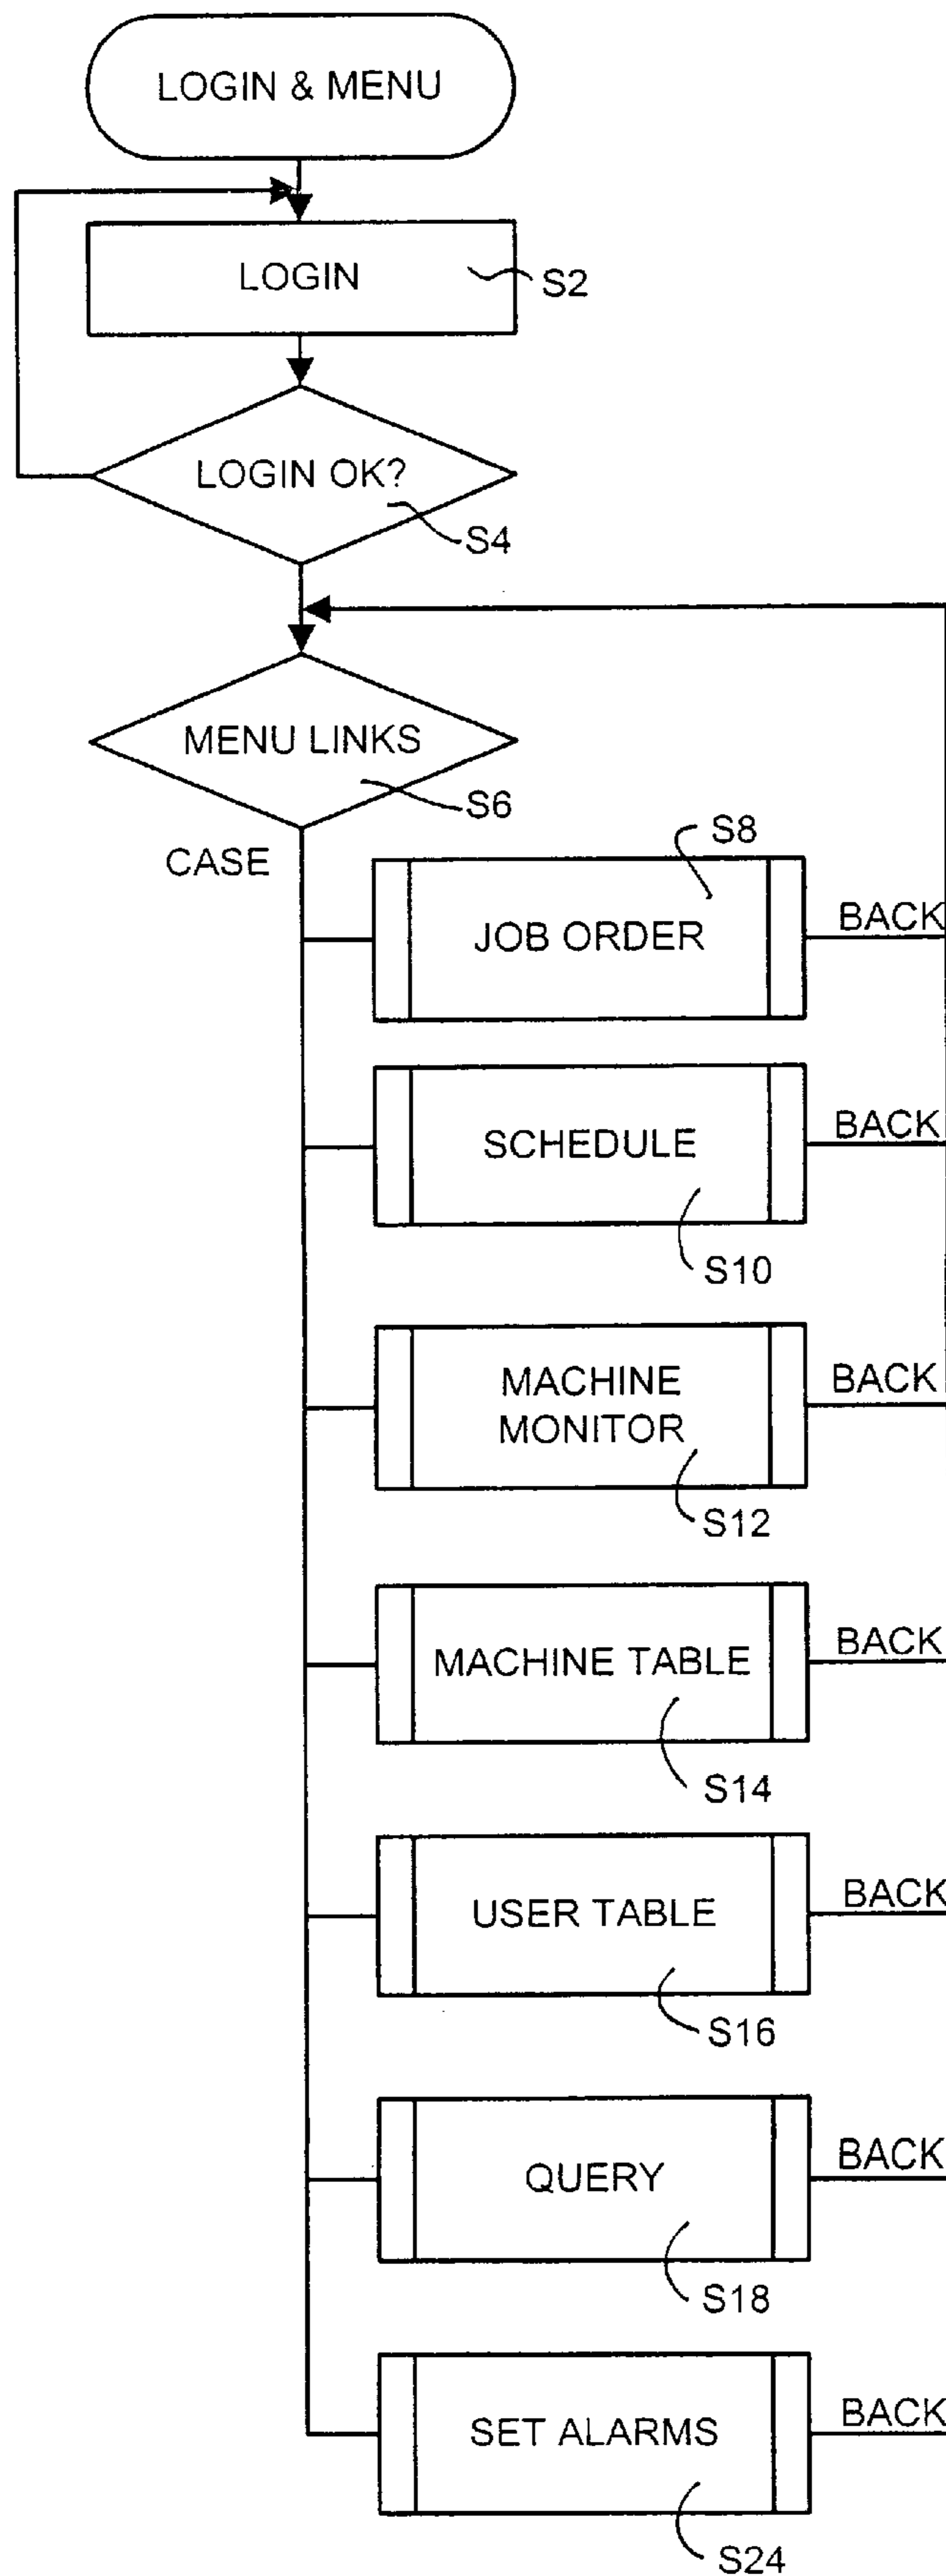 LOGIN & MENU
LOGIN
S2
LOGIN OK?
S4
MENU LINKS
S6
CASE
S8
JOB ORDER
BACK
SCHEDULE
BACK
S10
MACHINE
MONITOR
BACK
S12
MACHINE TABLE
BACK
S14
USER TABLE
BACK
S16
QUERY
BACK
S18
SET ALARMS
BACK
S24